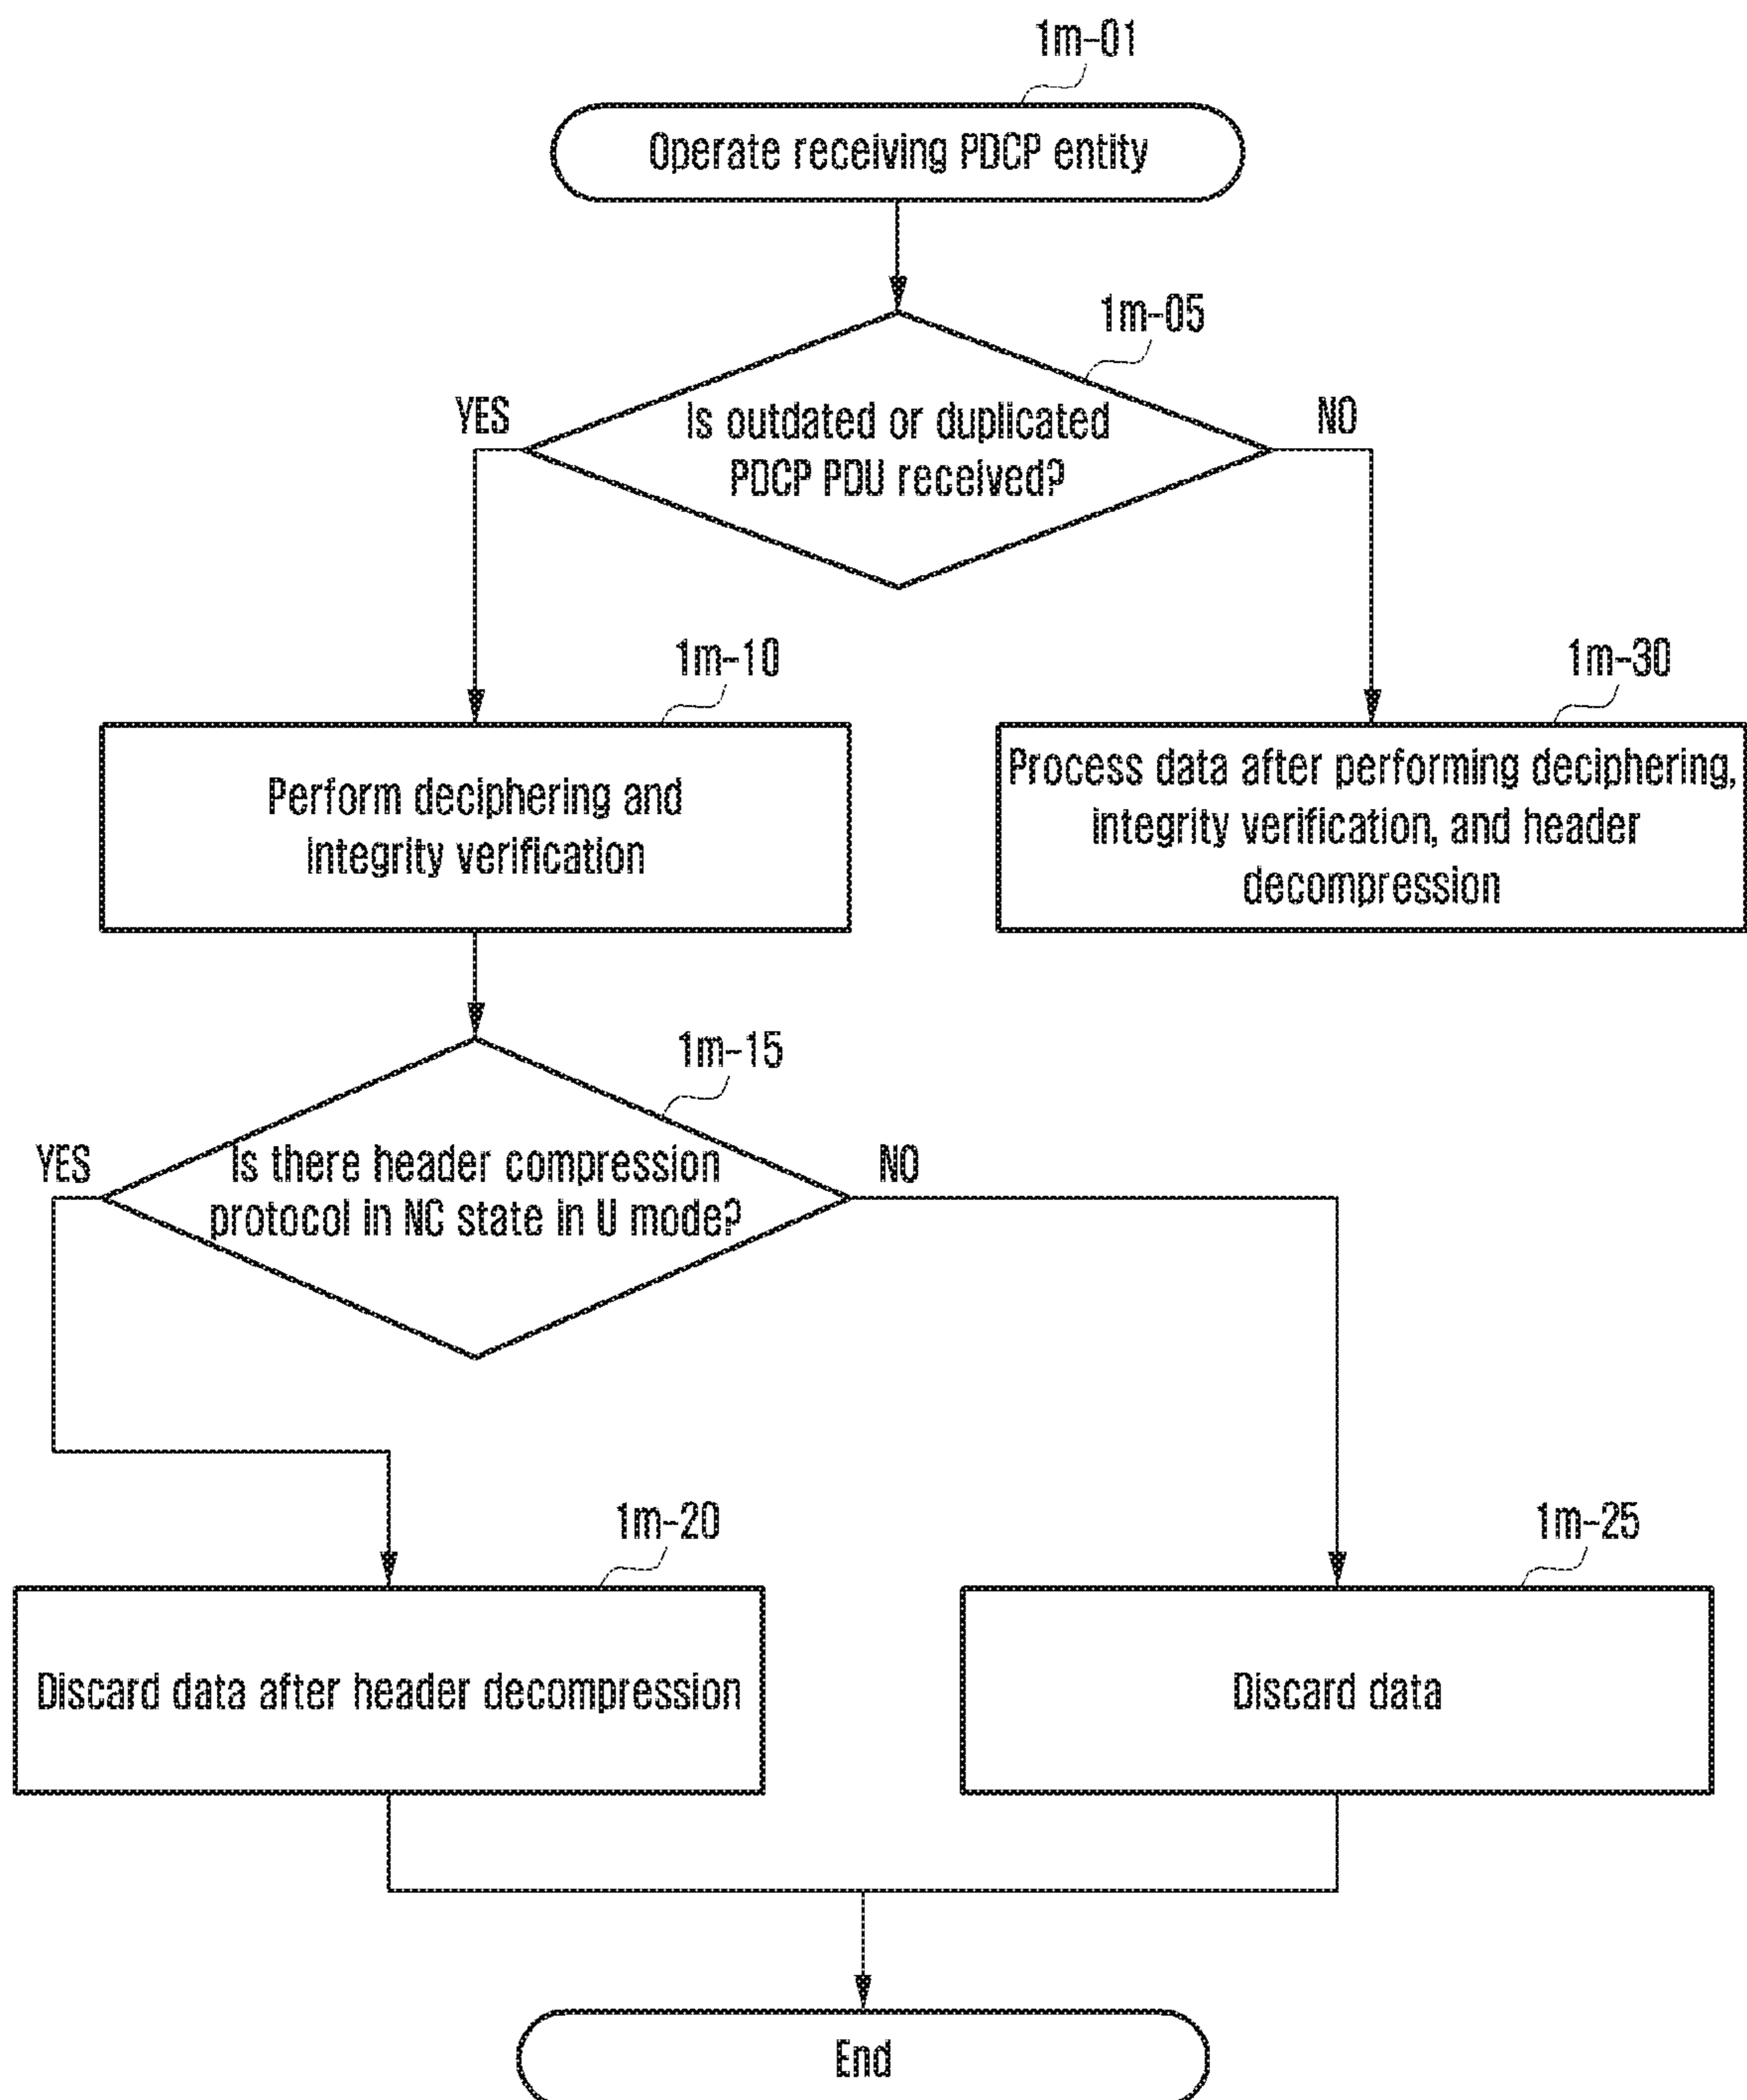 1m-01
Operate receiving PDCP entity
1m-05
YES
NO
Is outdated or duplicated
PDCP PDU received?
1m-10
1m-30
Perform deciphering and
integrity verification
Process data after performing deciphering,
integrity verification, and header
decompression
1m-15
YES
NO
Is there header compression
protocol in NC state in U mode?
1m-20
1m-25
Discard data after header decompression
Discard data
End